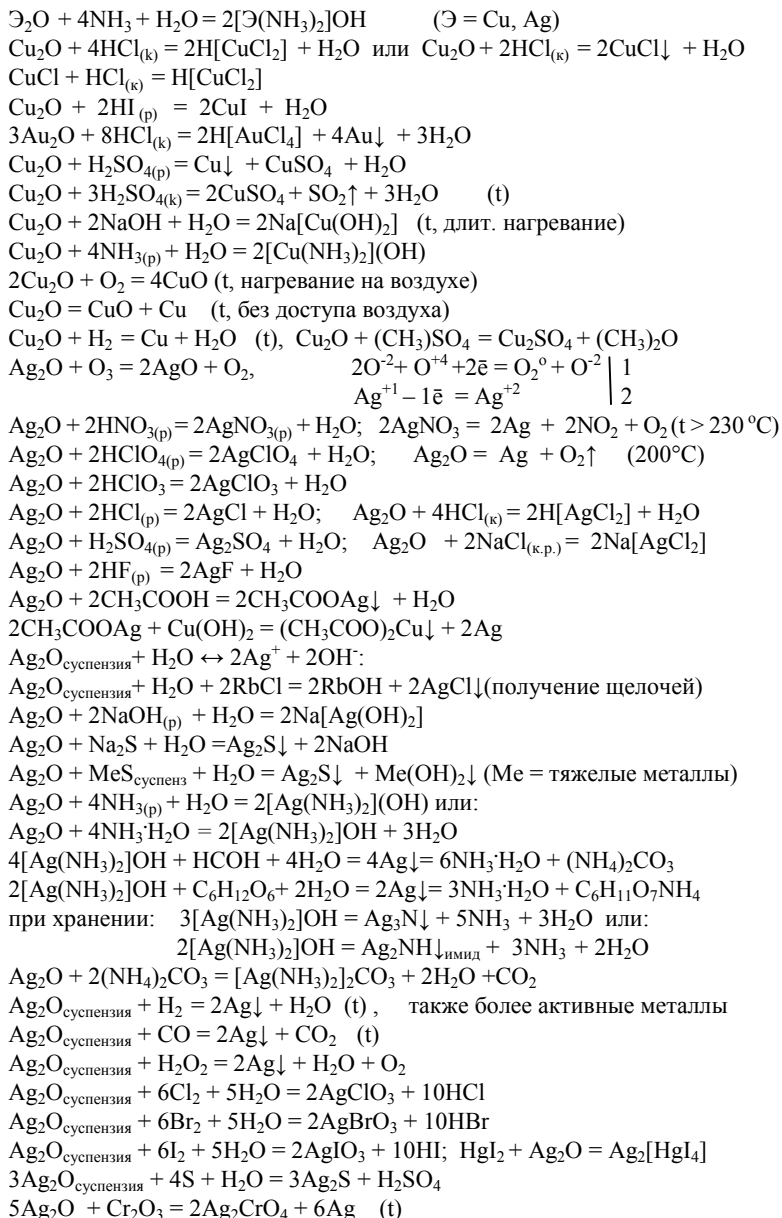 Э₂O + 4NH₃ + H₂O = 2[Э(NH₃)₂]OH (Э = Cu, Ag)
Cu₂O + 4HCl₍ₖ₎ = 2H[CuCl₂] + H₂O или Cu₂O + 2HCl₍ₖ₎ = 2CuCl↓ + H₂O
CuCl + HCl₍ₖ₎ = H[CuCl₂]
Cu₂O + 2HI ₍р₎ = 2CuI + H₂O
3Au₂O + 8HCl₍ₖ₎ = 2H[AuCl₄] + 4Au↓ + 3H₂O
Cu₂O + H₂SO₄₍р₎ = Cu↓ + CuSO₄ + H₂O
Cu₂O + 3H₂SO₄₍ₖ₎ = 2CuSO₄ + SO₂↑ + 3H₂O (t)
Cu₂O + 2NaOH + H₂O = 2Na[Cu(OH)₂] (t, длит. нагревание)
Cu₂O + 4NH₃₍р₎ + H₂O = 2[Cu(NH₃)₂](OH)
2Cu₂O + O₂ = 4CuO (t, нагревание на воздухе)
Cu₂O = CuO + Cu (t, без доступа воздуха)
Cu₂O + H₂ = Cu + H₂O (t), Cu₂O + (CH₃)SO₄ = Cu₂SO₄ + (CH₃)₂O
Ag₂O + O₃ = 2AgO + O₂, 2O⁻² + O⁺⁴ +2ē = O₂⁰ + O⁻² | 1
Ag⁺¹ – 1ē = Ag⁺² | 2
Ag₂O + 2HNO₃₍р₎ = 2AgNO₃₍р₎ + H₂O; 2AgNO₃ = 2Ag + 2NO₂ + O₂ (t > 230 °C)
Ag₂O + 2HClO₄₍р₎ = 2AgClO₄ + H₂O; Ag₂O = Ag + O₂↑ (200°C)
Ag₂O + 2HClO₃ = 2AgClO₃ + H₂O
Ag₂O + 2HCl₍р₎ = 2AgCl + H₂O; Ag₂O + 4HCl₍ₖ₎ = 2H[AgCl₂] + H₂O
Ag₂O + H₂SO₄₍р₎ = Ag₂SO₄ + H₂O; Ag₂O + 2NaCl₍к.р.₎ = 2Na[AgCl₂]
Ag₂O + 2HF₍р₎ = 2AgF + H₂O
Ag₂O + 2CH₃COOH = 2CH₃COOAg↓ + H₂O
2CH₃COOAg + Cu(OH)₂ = (CH₃COO)₂Cu↓ + 2Ag
Ag₂Oсуспензия + H₂O ↔ 2Ag⁺ + 2OH⁻:
Ag₂Oсуспензия + H₂O + 2RbCl = 2RbOH + 2AgCl↓(получение щелочей)
Ag₂O + 2NaOH₍р₎ + H₂O = 2Na[Ag(OH)₂]
Ag₂O + Na₂S + H₂O =Ag₂S↓ + 2NaOH
Ag₂O + MeSсуспенз + H₂O = Ag₂S↓ + Me(OH)₂↓ (Me = тяжелые металлы)
Ag₂O + 4NH₃₍р₎ + H₂O = 2[Ag(NH₃)₂](OH) или:
Ag₂O + 4NH₃·H₂O = 2[Ag(NH₃)₂]OH + 3H₂O
4[Ag(NH₃)₂]OH + HCOH + 4H₂O = 4Ag↓= 6NH₃·H₂O + (NH₄)₂CO₃
2[Ag(NH₃)₂]OH + C₆H₁₂O₆+ 2H₂O = 2Ag↓= 3NH₃·H₂O + C₆H₁₁O₇NH₄
при хранении: 3[Ag(NH₃)₂]OH = Ag₃N↓ + 5NH₃ + 3H₂O или:
2[Ag(NH₃)₂]OH = Ag₂NH↓имид + 3NH₃ + 2H₂O
Ag₂O + 2(NH₄)₂CO₃ = [Ag(NH₃)₂]₂CO₃ + 2H₂O +CO₂
Ag₂Oсуспензия + H₂ = 2Ag↓ + H₂O (t) , также более активные металлы
Ag₂Oсуспензия + CO = 2Ag↓ + CO₂ (t)
Ag₂Oсуспензия + H₂O₂ = 2Ag↓ + H₂O + O₂
Ag₂Oсуспензия + 6Cl₂ + 5H₂O = 2AgClO₃ + 10HCl
Ag₂Oсуспензия + 6Br₂ + 5H₂O = 2AgBrO₃ + 10HBr
Ag₂Oсуспензия + 6I₂ + 5H₂O = 2AgIO₃ + 10HI; HgI₂ + Ag₂O = Ag₂[HgI₄]
3Ag₂Oсуспензия + 4S + H₂O = 3Ag₂S + H₂SO₄
5Ag₂O + Cr₂O₃ = 2Ag₂CrO₄ + 6Ag (t)